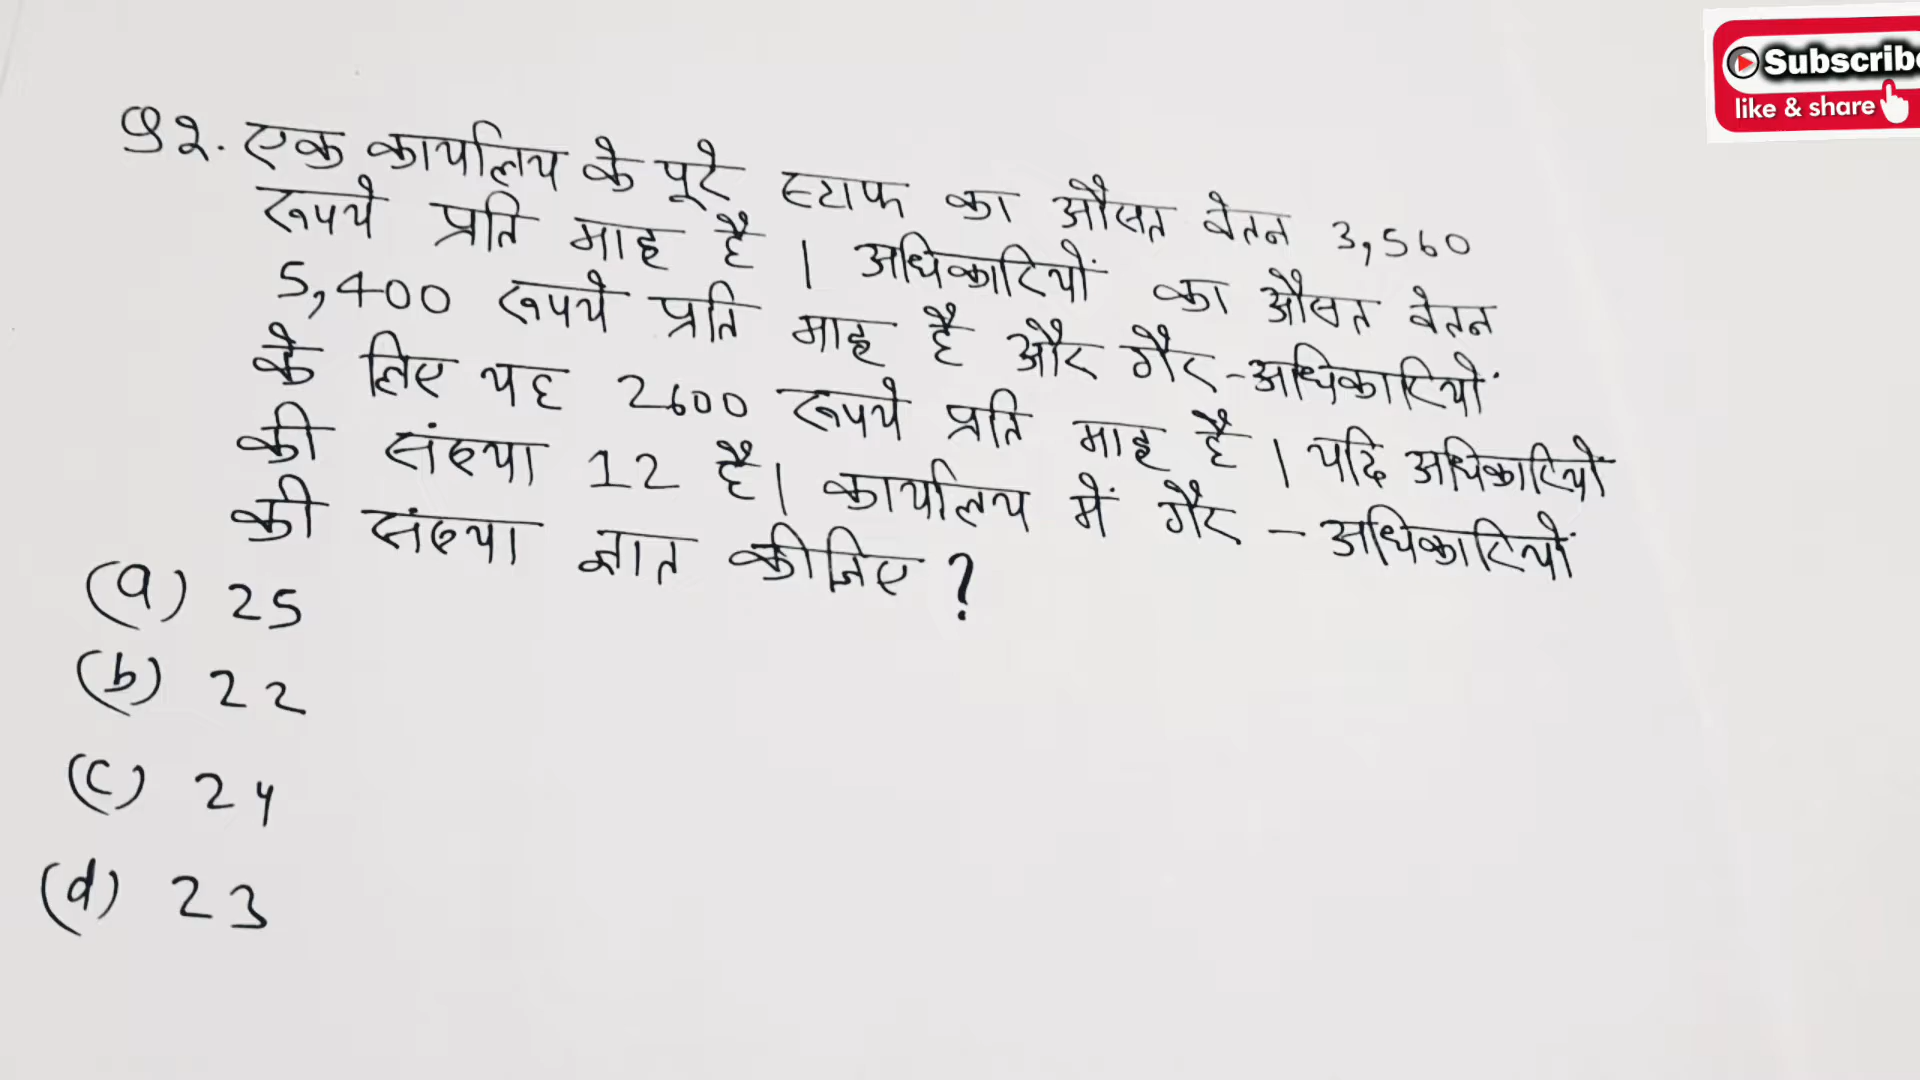 Subscribe
like & share
Q2. एक कार्यालय के पूरे स्टाफ का औसत वेतन 3,560
रूपये प्रति माह है । अधिकारियों का औसत वेतन
5,400 रूपये प्रति माह है और गैर-अधिकारियों
के लिए यह 2600 रूपये प्रति माह है । यदि अधिकारियों
की संख्या 12 है। कार्यालय में गैर - अधिकारियों
की संख्या ज्ञात कीजिए ?
(a) 25
(b) 22
(c) 24
(d) 23